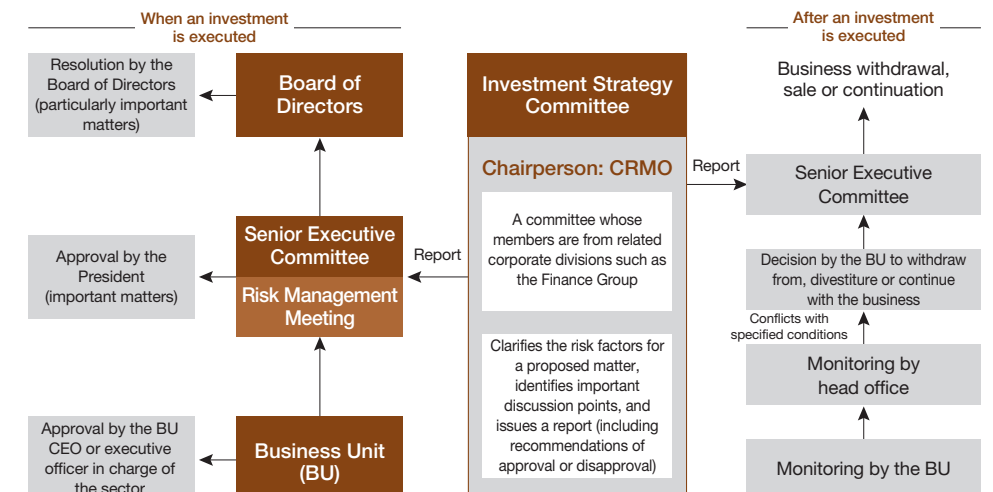 When an investment
is executed
Resolution by the
Board of Directors
(particularly important
matters)
Board of
Directors
Approval by the
President
(important matters)
Senior Executive
Committee
Risk Management
Meeting
Approval by the BU
CEO or executive
officer in charge of
the sector
Business Unit
(BU)
Report
Investment Strategy
Committee
Chairperson: CRMO
A committee whose
members are from related
corporate divisions such as
the Finance Group
Clarifies the risk factors for
a proposed matter,
identifies important
discussion points, and
issues a report (including
recommendations of
approval or disapproval)
Report
After an investment
is executed
Business withdrawal,
sale or continuation
Senior Executive
Committee
Decision by the BU to withdraw
from, divestiture or continue
with the business
Conflicts with
specified conditions
Monitoring by
head office
Monitoring by the BU